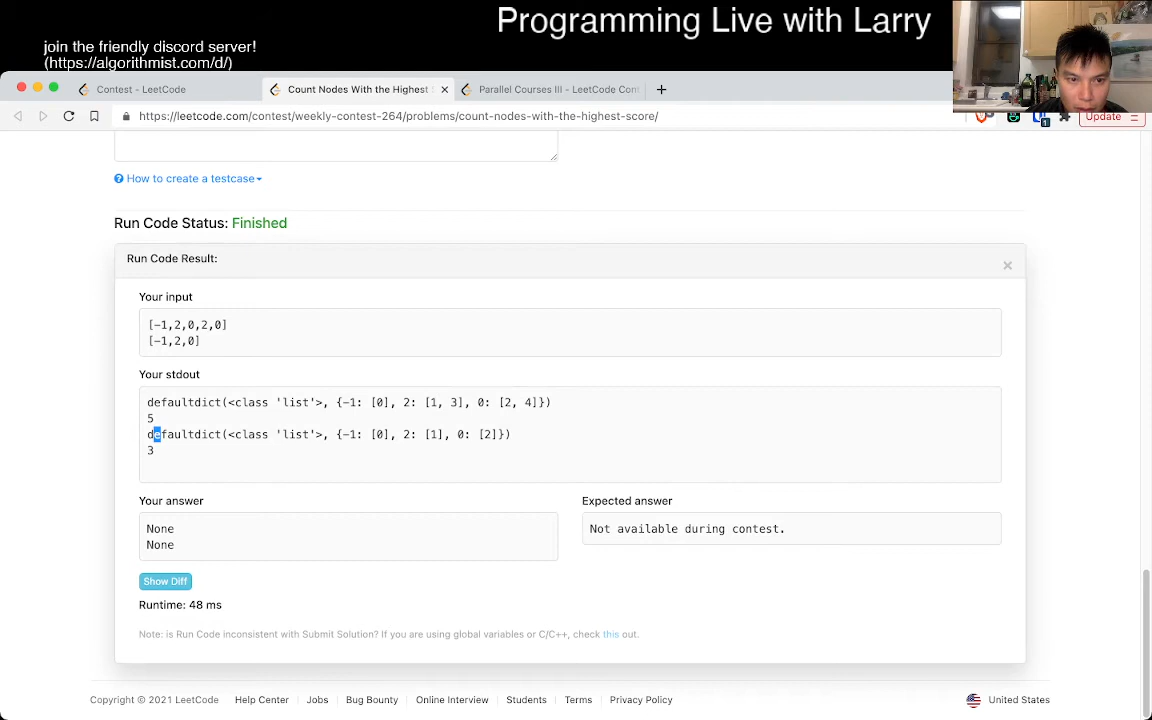 Programming Live with Larry
join the friendly discord server!
(https://algorithmist.com/d/)
Contest - LeetCode
Count Nodes With the Highest
Parallel Courses III - LeetCode Cont
https://leetcode.com/contest/weekly-contest-264/problems/count-nodes-with-the-highest-score/
Update
How to create a testcase
Run Code Status: Finished
Run Code Result:
Your input
[-1,2,0,2,0]
[-1,2,0]
Your stdout
defaultdict(<class 'list'>, {-1: [0], 2: [1, 3], 0: [2, 4]})
5
defaultdict(<class 'list'>, {-1: [0], 2: [1], 0: [2]})
3
Your answer
None
None
Expected answer
Not available during contest.
Show Diff
Runtime: 48 ms
Note: is Run Code inconsistent with Submit Solution? If you are using global variables or C/C++, check this out.
Copyright © 2021 LeetCode
Help Center
Jobs
Bug Bounty
Online Interview
Students
Terms
Privacy Policy
United States